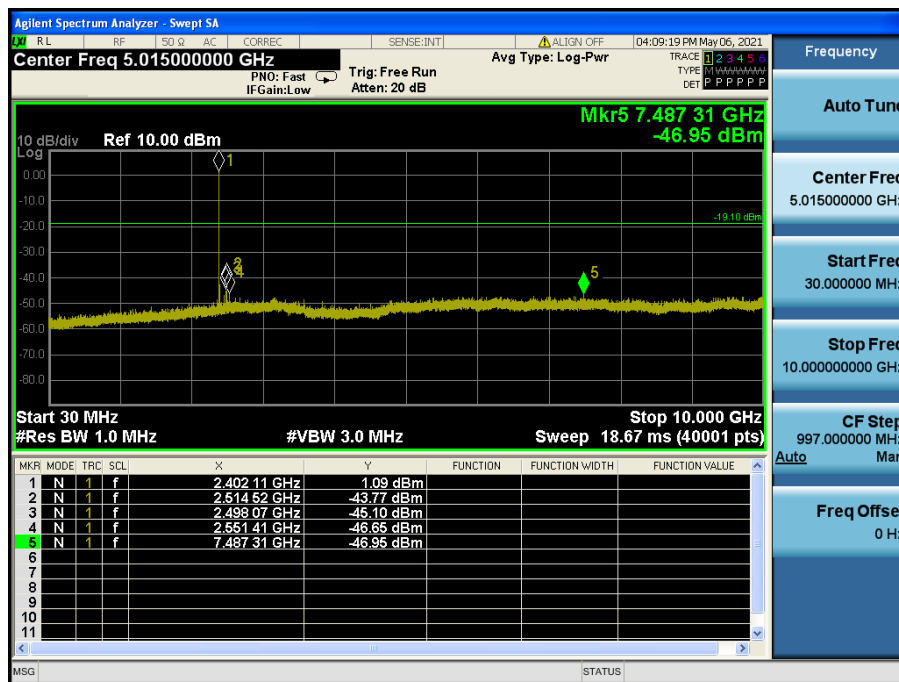 Agilent Spectrum Analyzer - Swept SA
LXI RL RF 50 Ω AC CORREC SENSE:INT ALIGN OFF 04:09:19 PM May 06, 2021
Center Freq 5.015000000 GHz
PNO: Fast
IFGain:Low
Trig: Free Run
Atten: 20 dB
Avg Type: Log-Pwr
TRACE 1 2 3 4 5 6
TYPE M WWWWW
DET P P P P P P
Mkr5 7.487 31 GHz
-46.95 dBm
10 dB/div Ref 10.00 dBm
Log
1
0.00
-10.0
-19.10 dBm
-20.0
-30.0
-40.0
4
5
-50.0
-60.0
-70.0
-80.0
Start 30 MHz Stop 10.000 GHz
#Res BW 1.0 MHz #VBW 3.0 MHz Sweep 18.67 ms (40001 pts)
MKR MODE TRC SCL X Y FUNCTION FUNCTION WIDTH FUNCTION VALUE
1 N 1 f 2.402 11 GHz 1.09 dBm
2 N 1 f 2.514 52 GHz -43.77 dBm
3 N 1 f 2.498 07 GHz -45.10 dBm
4 N 1 f 2.551 41 GHz -46.65 dBm
5 N 1 f 7.487 31 GHz -46.95 dBm
6
7
8
9
10
11
MSG STATUS
Frequency
Auto Tune
Center Freq
5.015000000 GHz
Start Freq
30.000000 MHz
Stop Freq
10.000000000 GHz
CF Step
997.000000 MHz
Auto Man
Freq Offset
0 Hz